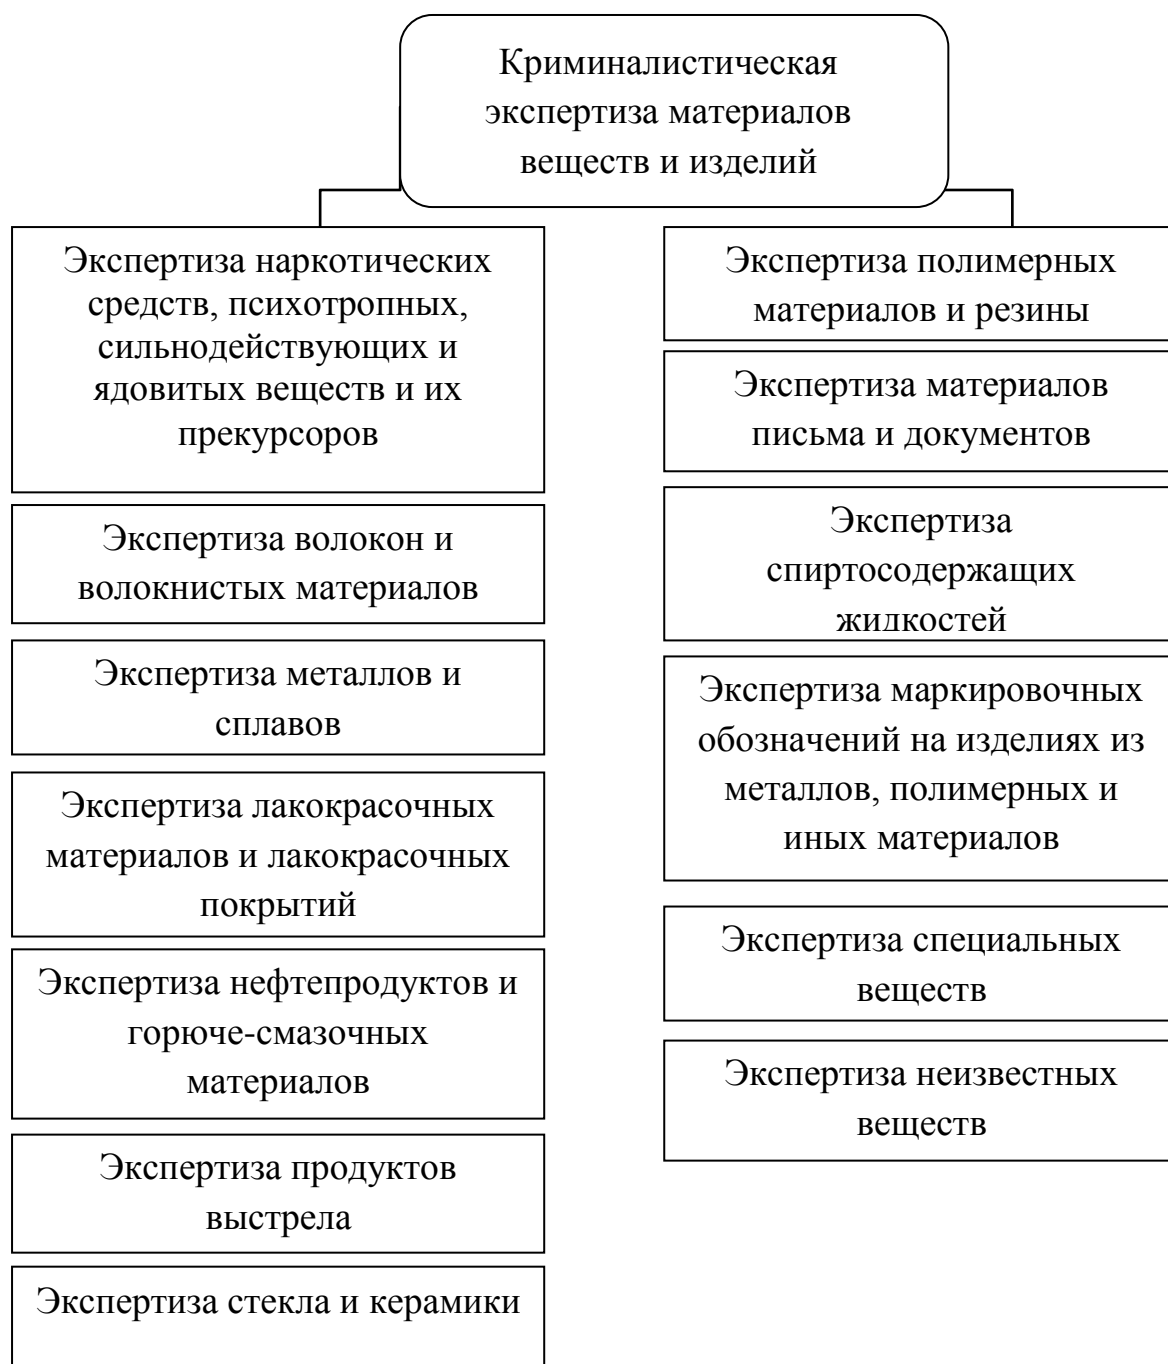 Криминалистическая
экспертиза материалов
веществ и изделий
Экспертиза наркотических
средств, психотропных,
сильнодействующих и
ядовитых веществ и их
прекурсоров
Экспертиза волокон и
волокнистых материалов
Экспертиза металлов и
сплавов
Экспертиза лакокрасочных
материалов и лакокрасочных
покрытий
Экспертиза нефтепродуктов и
горюче-смазочных
материалов
Экспертиза продуктов
выстрела
Экспертиза стекла и керамики
Экспертиза полимерных
материалов и резины
Экспертиза материалов
письма и документов
Экспертиза
спиртосодержащих
жидкостей
Экспертиза маркировочных
обозначений на изделиях из
металлов, полимерных и
иных материалов
Экспертиза специальных
веществ
Экспертиза неизвестных
веществ